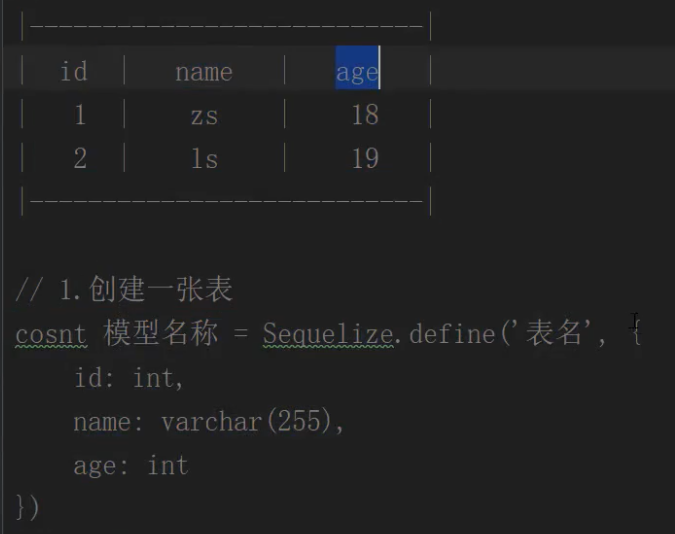 |---------------------------|
|  id  |   name   |   age   |
|   1  |    zs    |    18   |
|   2  |    ls    |    19   |
|---------------------------|
// 1.创建一张表
cosnt 模型名称 = Sequelize.define('表名', {
    id: int,
    name: varchar(255),
    age: int
})